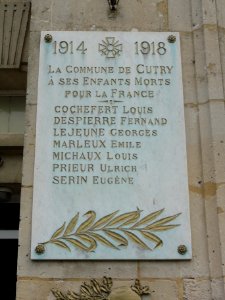 1914 1918
LA COMMUNE DE CUTRY
À SES ENFANTS MORTS
POUR LA FRANCE
COCHEFERT LOUIS
DESPIERRE FERNAND
LEJEUNE GEORGES
MARLEUX EMILE
MICHAUX LOUIS
PRIEUR ULRICH
SERIN EUGÈNE